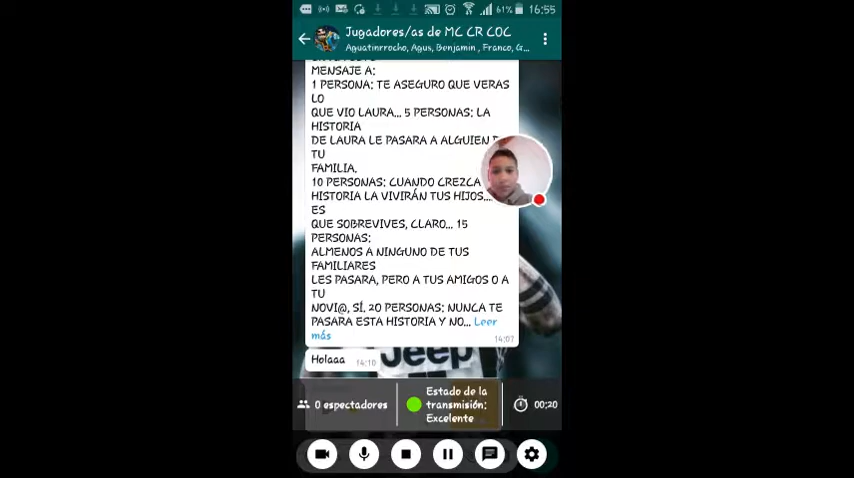 61% 16:55
Jugadores/as de MC CR COC
Aguatinrrocho, Agus, Benjamin , Franco, G...
MENSAJE A:
1 PERSONA: TE ASEGURO QUE VERAS
LO
QUE VIO LAURA... 5 PERSONAS: LA
HISTORIA
DE LAURA LE PASARA A ALGUIEN
TU
FAMILIA.
10 PERSONAS: CUANDO CREZCA
HISTORIA LA VIVIRÁN TUS HIJOS...
ES
QUE SOBREVIVES, CLARO... 15
PERSONAS:
ALMENOS A NINGUNO DE TUS
FAMILIARES
LES PASARA, PERO A TUS AMIGOS O A
TU
NOVI@, SÍ. 20 PERSONAS: NUNCA TE
PASARA ESTA HISTORIA Y NO... Leer
más
14:07
Holaaa 14:10
Jeep
0 espectadores
Estado de la
transmisión:
Excelente
00:20